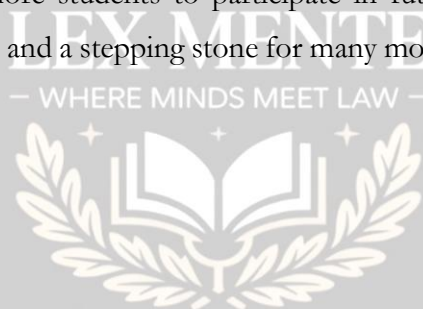 students to participate in
and a stepping stone for many
LEX MENTE
— WHERE MINDS MEET LAW —